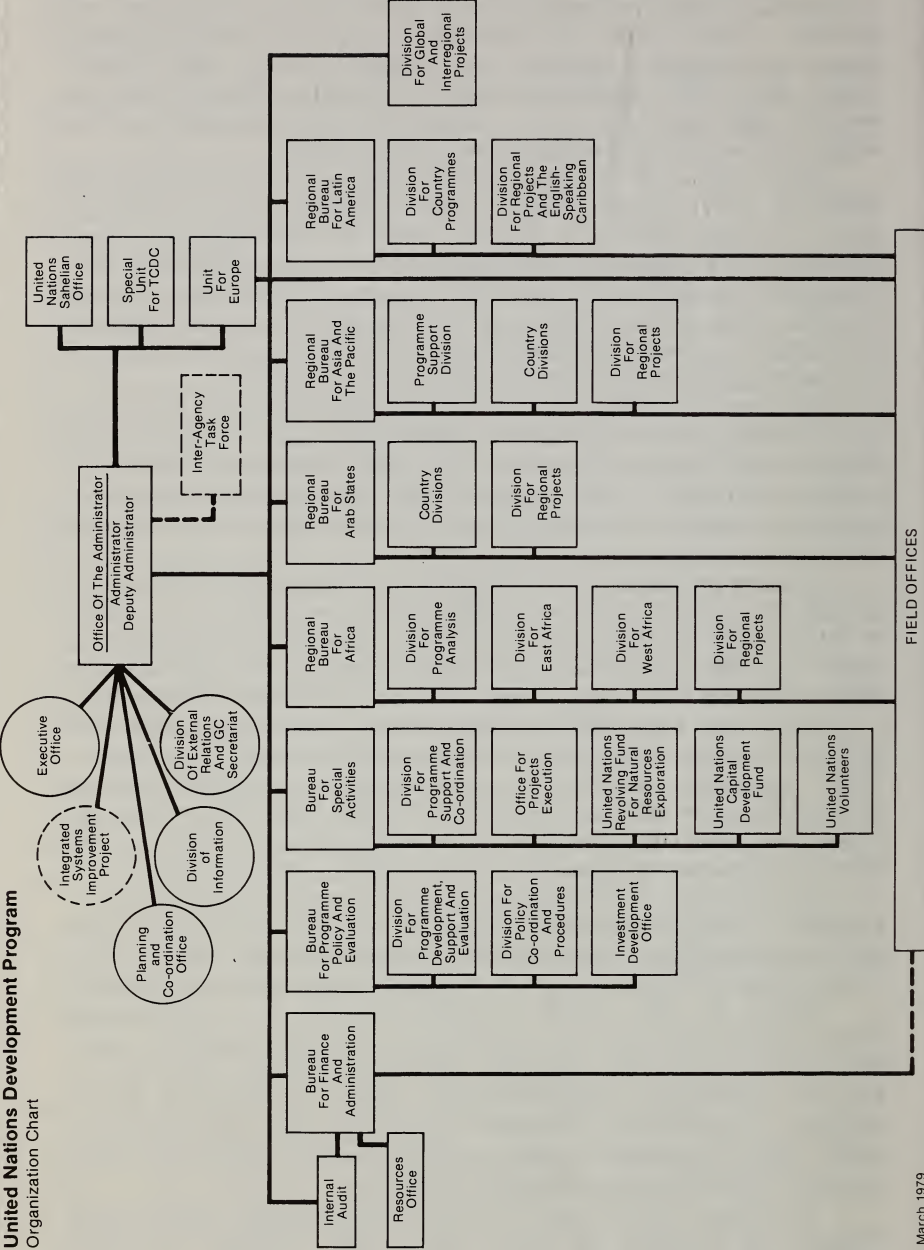 United Nations Development Program
Organization Chart
Executive
Office
Integrated
Systems
Improvement
Project
Planning
and
Co-ordination
Office
Division
of
Information
Division
Of External
Relations
And GC
Secretariat
Office Of The Administrator
Administrator
Deputy Administrator
Inter-Agency
Task
Force
United
Nations
Sahelian
Office
Special
Unit
For TCDC
Unit
For
Europe
Internal
Audit
Resources
Office
Bureau
For Finance
And
Administration
Bureau
For Programme
Policy And
Evaluation
Division
For
Programme
Development,
Support And
Evaluation
Division For
Policy
Co-ordination
And
Procedures
Investment
Development
Office
Bureau
For
Special
Activities
Division
For
Programme
Support And
Co-ordination
Office For
Projects
Execution
United Nations
Revolving Fund
For Natural
Resources
Exploration
United Nations
Capital
Development
Fund
United Nations
Volunteers
Regional
Bureau
For
Africa
Division
For
Programme
Analysis
Division
For
East Africa
Division
For
West Africa
Division
For
Regional
Projects
Regional
Bureau
For
Arab States
Country
Divisions
Division
For
Regional
Projects
Regional
Bureau
For Asia And
The Pacific
Programme
Support
Division
Country
Divisions
Division
For
Regional
Projects
Regional
Bureau
For Latin
America
Division
For
Country
Programmes
Division
For Regional
Projects
And The
English-
Speaking
Caribbean
Division
For Global
And
Interregional
Projects
FIELD OFFICES
March 1979